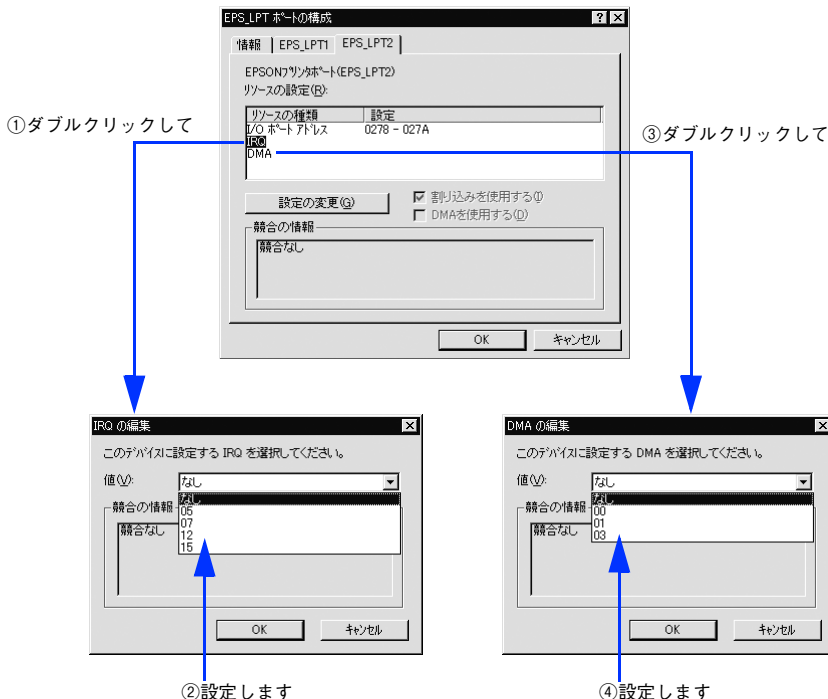 EPS_LPT ポートの構成
情報 EPS_LPT1 EPS_LPT2
EPSONプリンタポート(EPS_LPT2)
リソースの設定(R):
リソースの種類 設定
I/O ポート アドレス 0278 - 027A
IRQ
DMA
①ダブルクリックして
③ダブルクリックして
設定の変更(G)
割り込みを使用する(I)
DMAを使用する(D)
競合の情報
競合なし
OK キャンセル
IRQ の編集
このデバイスに設定する IRQ を選択してください。
値(V): なし
なし
05
07
12
15
競合の情報
競合なし
OK キャンセル
②設定します
DMA の編集
このデバイスに設定する DMA を選択してください。
値(V): なし
なし
00
01
03
競合の情報
競合なし
OK キャンセル
④設定します